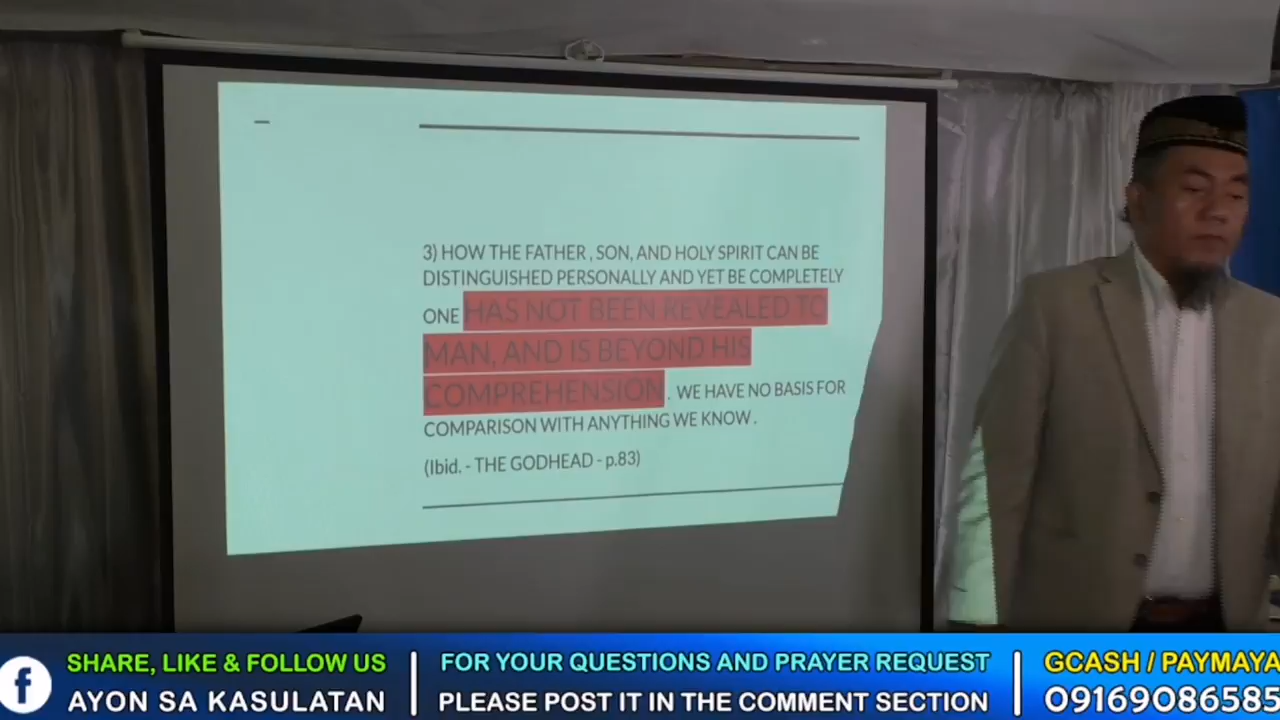 3) HOW THE FATHER , SON, AND HOLY SPIRIT CAN BE
DISTINGUISHED PERSONALLY AND YET BE COMPLETELY
ONE HAS NOT BEEN REVEALED TO
MAN, AND IS BEYOND HIS
COMPREHENSION . WE HAVE NO BASIS FOR
COMPARISON WITH ANYTHING WE KNOW .
(Ibid. - THE GODHEAD - p.83)
f
SHARE, LIKE & FOLLOW US
AYON SA KASULATAN
FOR YOUR QUESTIONS AND PRAYER REQUEST
PLEASE POST IT IN THE COMMENT SECTION
GCASH / PAYMAYA
09169086585